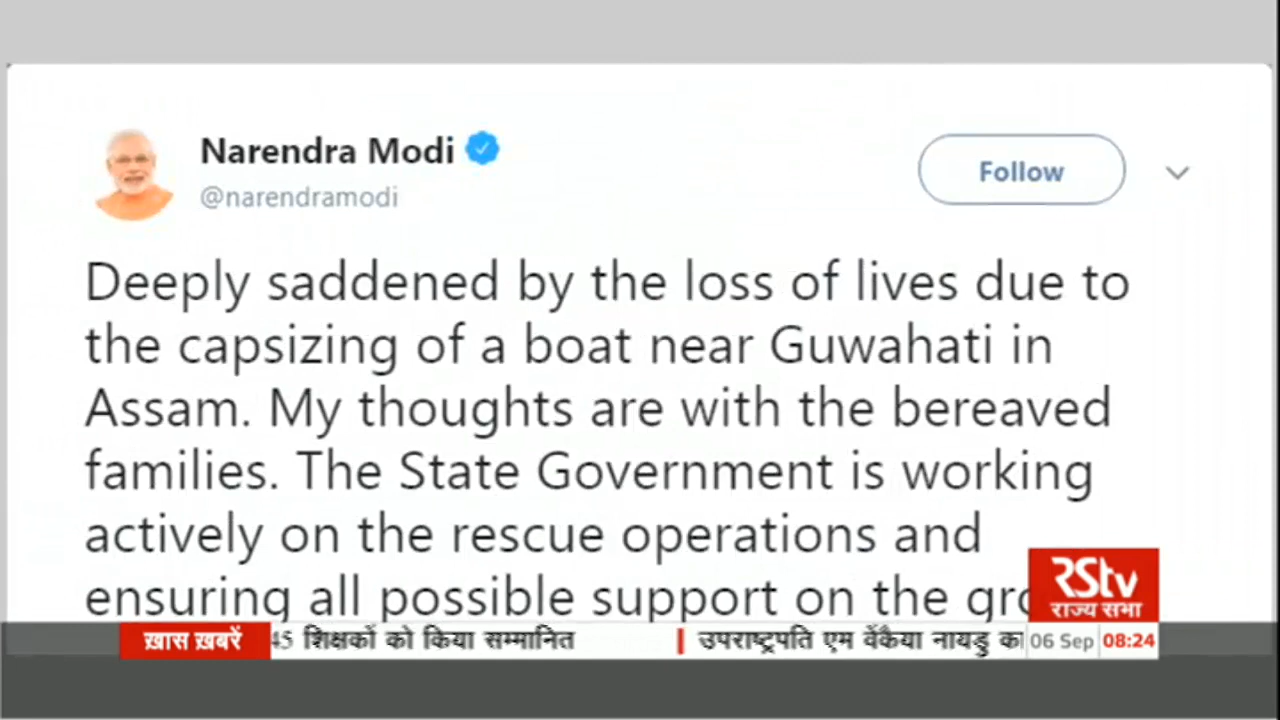 Narendra Modi
@narendramodi
Follow
Deeply saddened by the loss of lives due to
the capsizing of a boat near Guwahati in
Assam. My thoughts are with the bereaved
families. The State Government is working
actively on the rescue operations and
ensuring all possible support on the
RStv
राज्य सभा
ख़ास ख़बरें 45 शिक्षकों को किया सम्मानित | उपराष्ट्रपति एम वेंकैया नायडु का 06 Sep 08:24